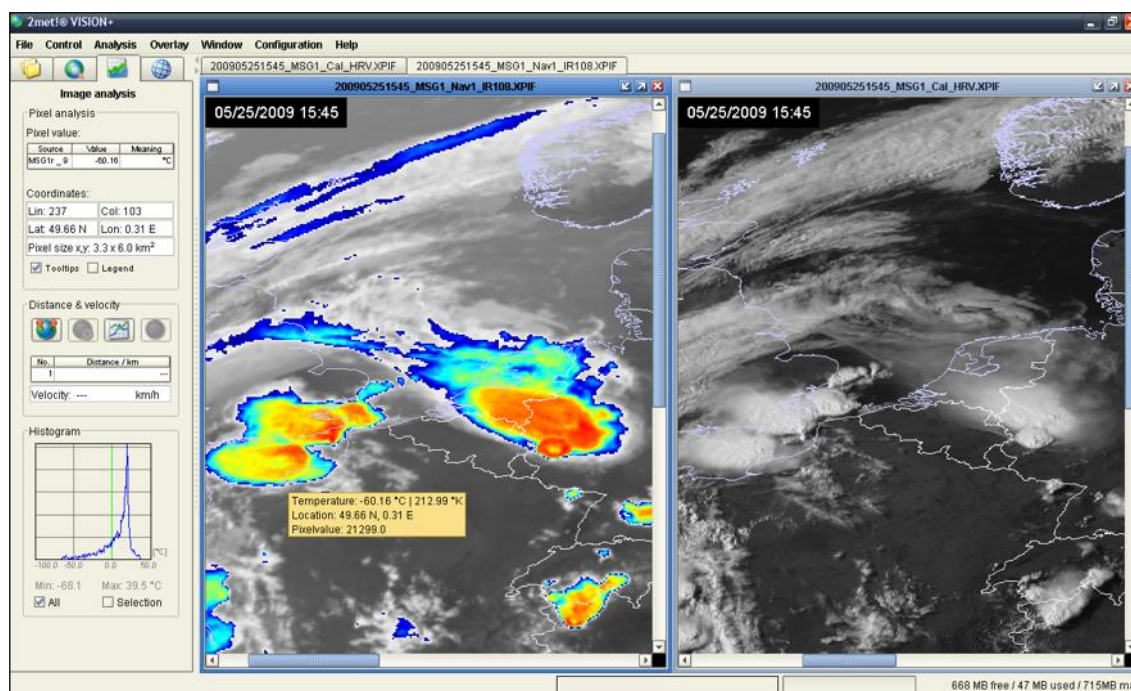 2met!® VISION+
File Control Analysis Overlay Window Configuration Help
200905251545_MSG1_Cal_HRV.XPIF 200905251545_MSG1_Nav1_IR108.XPIF
Image analysis
Pixel analysis
Pixel value:
Source Value Meaning
MSG1r _ 9 -60.16 °C
Coordinates:
Lin: 237 Col: 103
Lat: 49.66 N Lon: 0.31 E
Pixel size x,y: 3.3 x 6.0 km²
Tooltips Legend
Distance & velocity
No. Distance / km
1 ---
Velocity: --- km/h
Histogram
[°C]
-100.0 -50.0 0.0 50.0
Min: -68.1 Max: 39.5 °C
All Selection
200905251545_MSG1_Nav1_IR108.XPIF
05/25/2009 15:45
Temperature: -60.16 °C | 212.99 °K
Location: 49.66 N, 0.31 E
Pixelvalue: 21299.0
200905251545_MSG1_Cal_HRV.XPIF
05/25/2009 15:45
668 MB free / 47 MB used / 715MB m